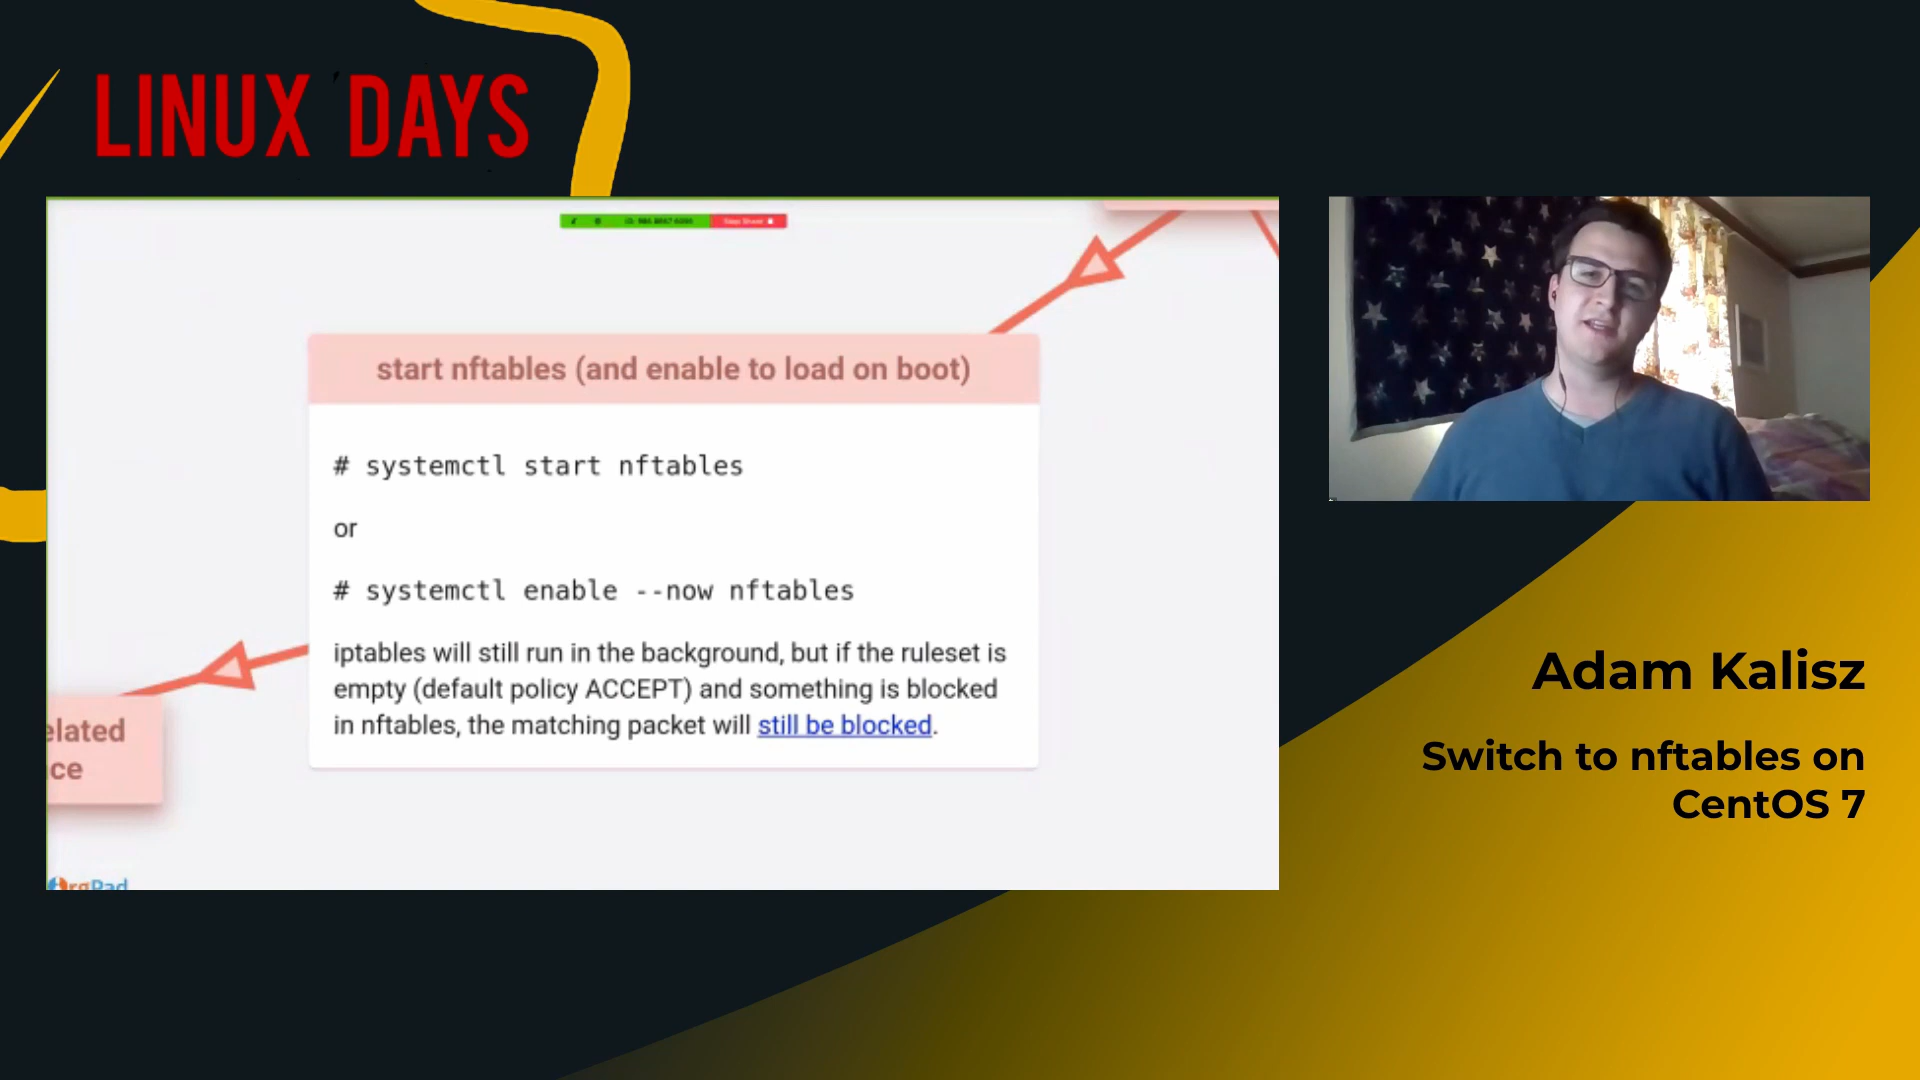 LINUX DAYS
start nftables (and enable to load on boot)
# systemctl start nftables
or
# systemctl enable --now nftables
iptables will still run in the background, but if the ruleset is
empty (default policy ACCEPT) and something is blocked
in nftables, the matching packet will still be blocked.
elated
ce
rgPad
Adam Kalisz
Switch to nftables on
CentOS 7